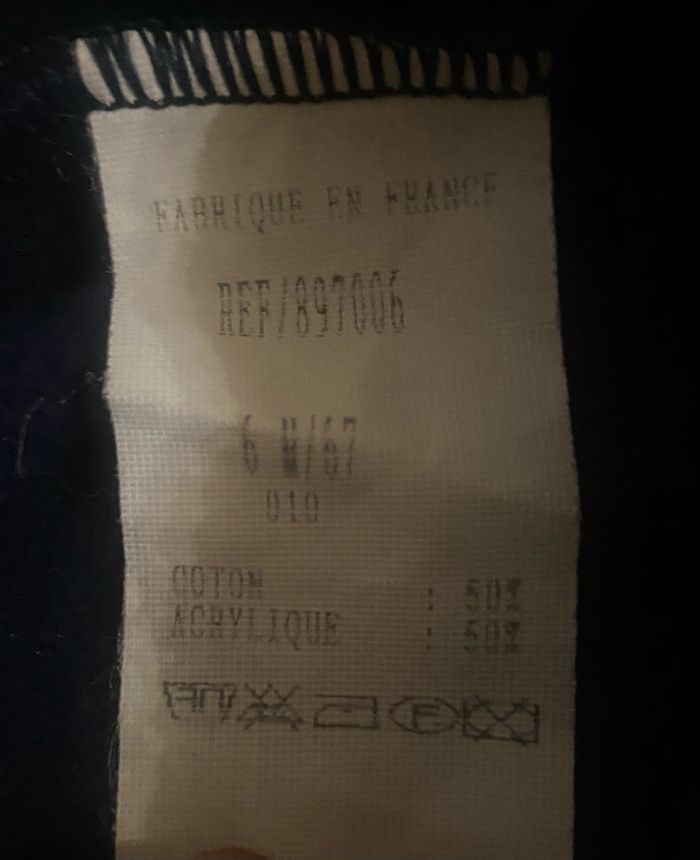 FABRIQUE EN FRANCE
REF/897006
6 M/67
010
COTON : 50%
ACRYLIQUE : 50%
F